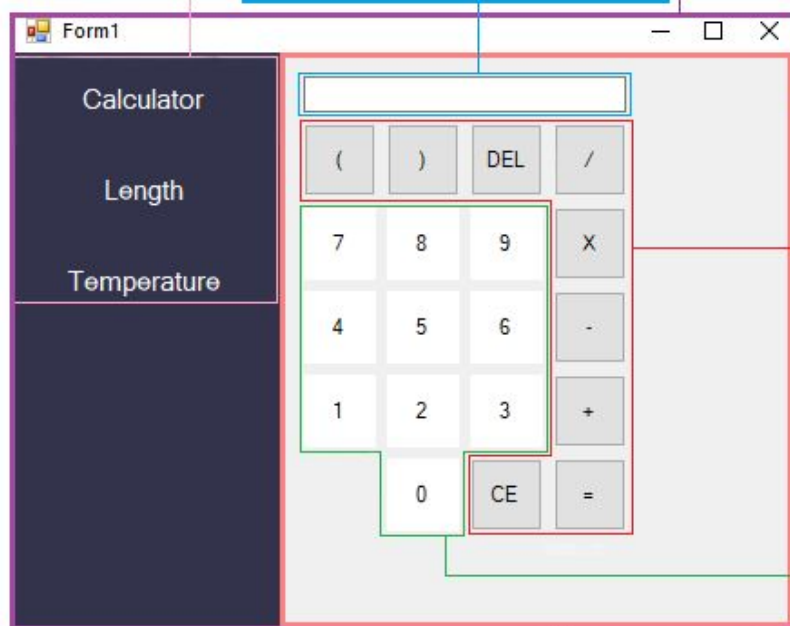 Form1
Calculator
Length
Temperature
( ) DEL /
7 8 9 X
4 5 6 -
1 2 3 +
0 CE =